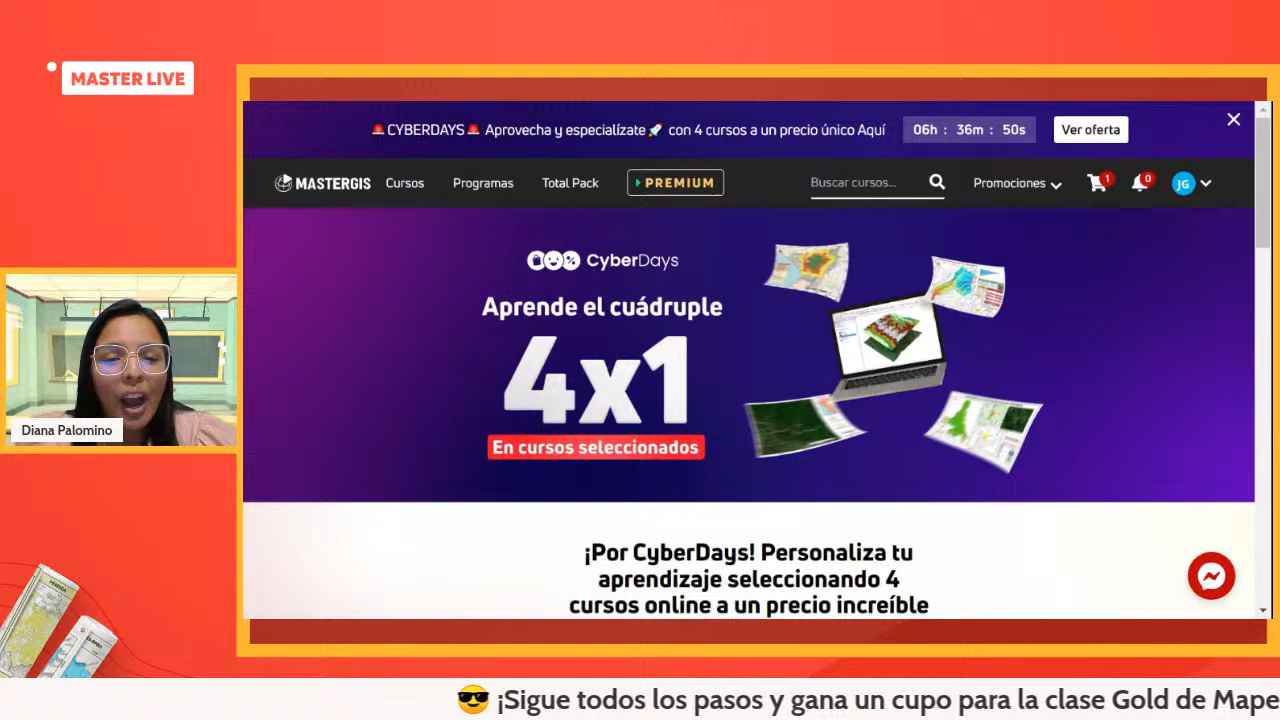 MASTER LIVE
🚨CYBERDAYS🚨 Aprovecha y especialízate🚀 con 4 cursos a un precio único Aquí
06h : 36m : 50s
Ver oferta
MASTERGIS
Cursos
Programas
Total Pack
PREMIUM
Buscar cursos...
Promociones
1
0
JG
CyberDays
Aprende el cuádruple
4x1
En cursos seleccionados
Diana Palomino
¡Por CyberDays! Personaliza tu
aprendizaje seleccionando 4
cursos online a un precio increíble
😎 ¡Sigue todos los pasos y gana un cupo para la clase Gold de Mape